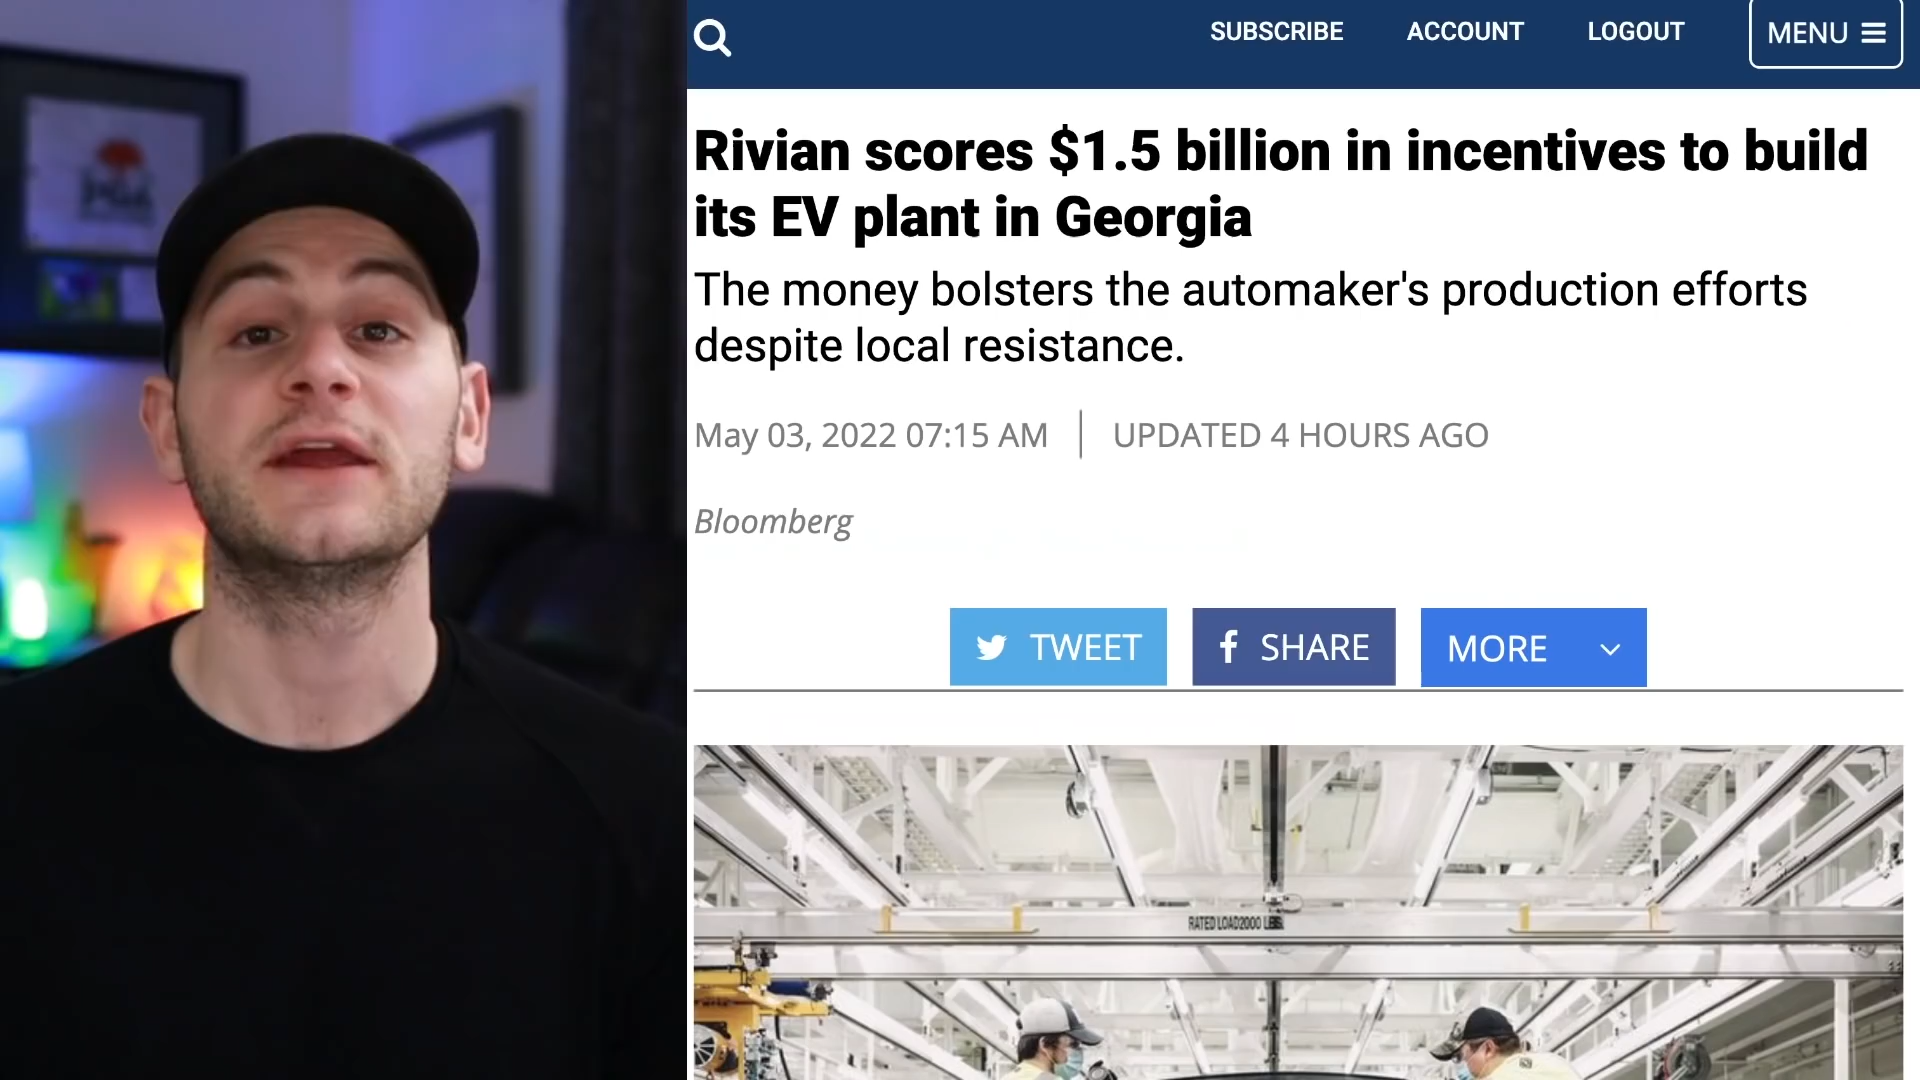 SUBSCRIBE ACCOUNT LOGOUT MENU
Rivian scores $1.5 billion in incentives to build
its EV plant in Georgia
The money bolsters the automaker's production efforts
despite local resistance.
May 03, 2022 07:15 AM UPDATED 4 HOURS AGO
Bloomberg
TWEET SHARE MORE
RATED LOAD 2000 LBS.